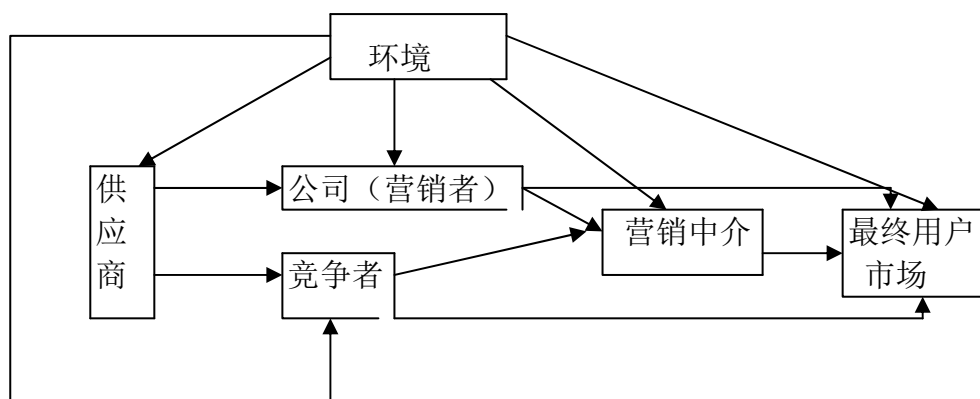 环境
供应商
公司（营销者）
竞争者
营销中介
最终用户
市场